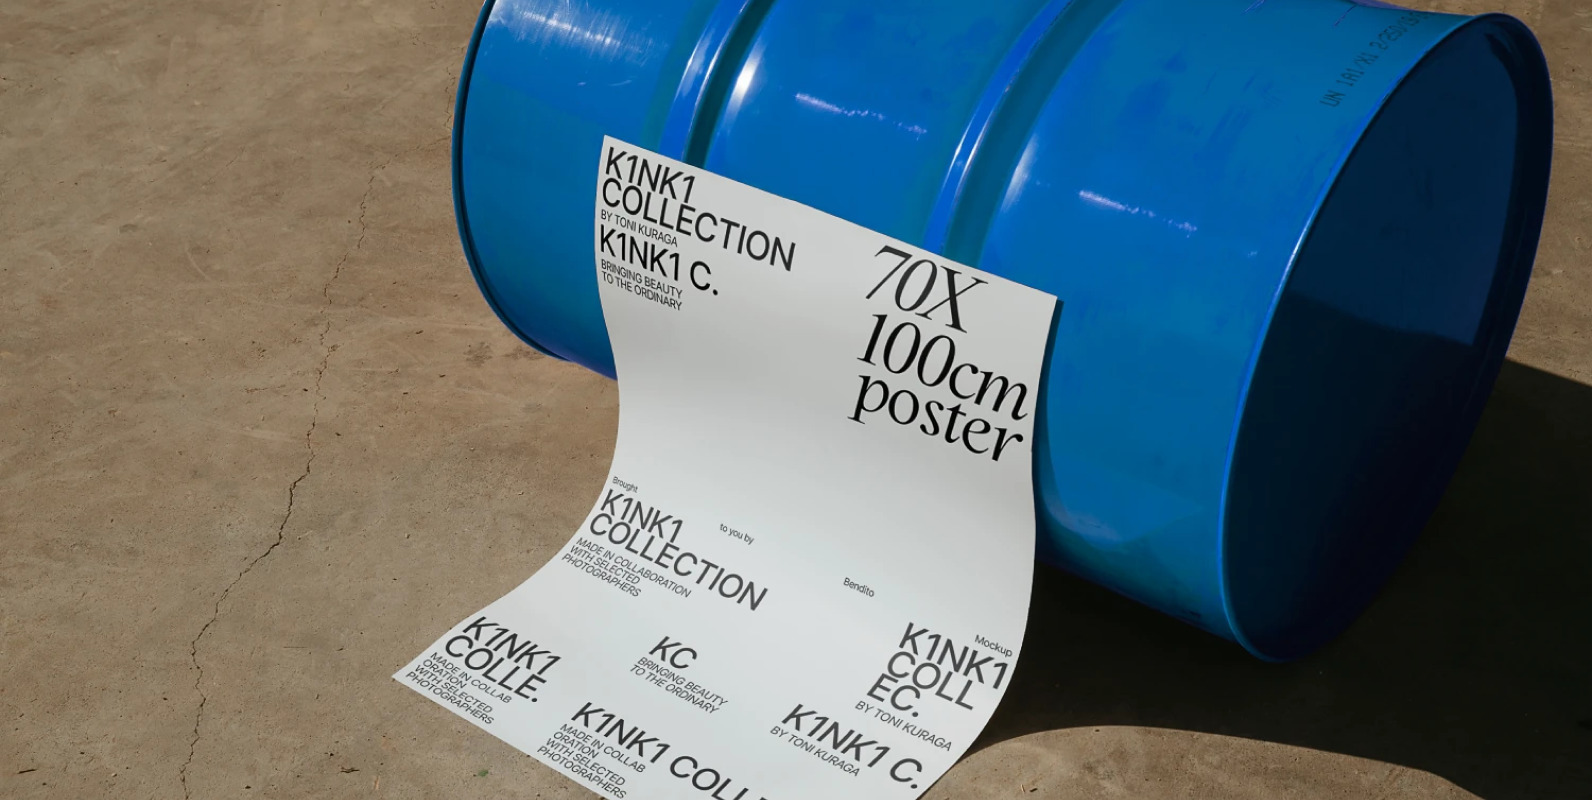 UN 1A1/X1
K1NK1
COLLECTION
BY TONI KURAGA
K1NK1 C.
BRINGING BEAUTY
TO THE ORDINARY
70X
100cm
poster
Brought
K1NK1
COLLECTION
MADE IN COLLABORATION
WITH SELECTED
PHOTOGRAPHERS
to you by
Bendito
Mockup
K1NK1
COLL
EC.
BY TONI KURAGA
K1NK1
COLLE.
MADE IN COLLAB
ORATION
WITH SELECTED
PHOTOGRAPHERS
KC
BRINGING BEAUTY
TO THE ORDINARY
K1NK1 C.
BY TONI KURAGA
K1NK1 COLL
MADE IN COLLAB
ORATION
WITH SELECTED
PHOTOGRAPHERS